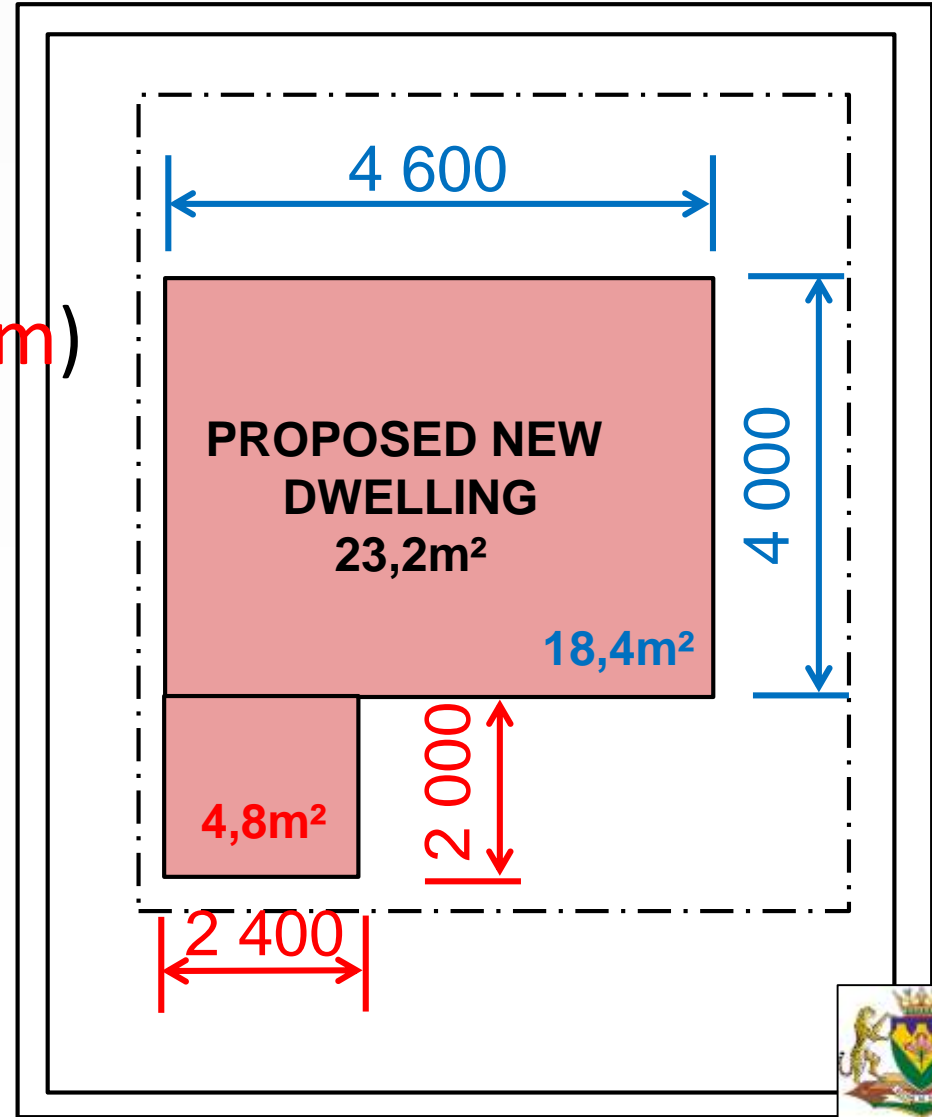 4 600
m)
PROPOSED NEW
DWELLING
23,2m²
4 000
18,4m²
2 000
4,8m²
2 400